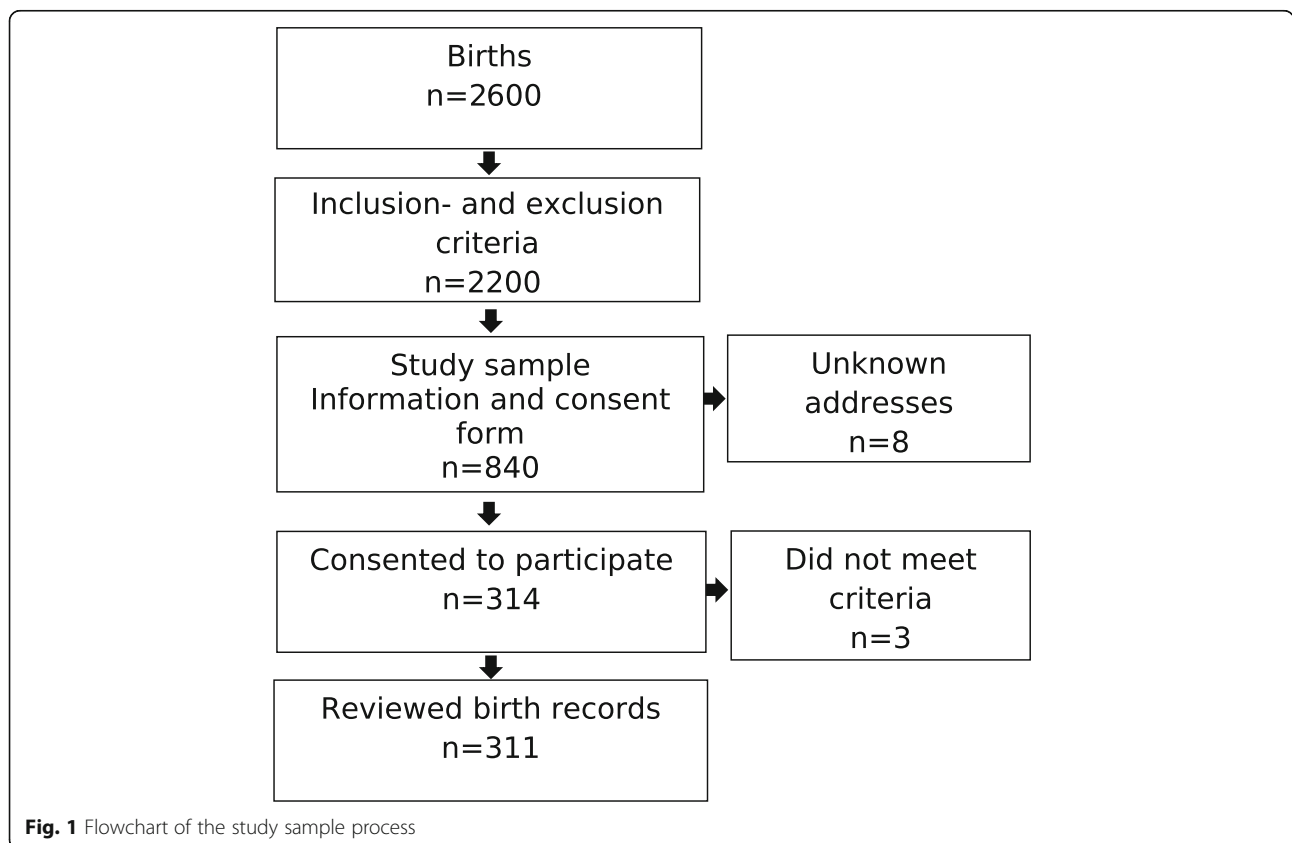 Births
n=2600
Inclusion- and exclusion
criteria
n=2200
Study sample
Information and consent
form
n=840
Unknown
addresses
n=8
Consented to participate
n=314
Did not meet
criteria
n=3
Reviewed birth records
n=311
Fig. 1 Flowchart of the study sample process